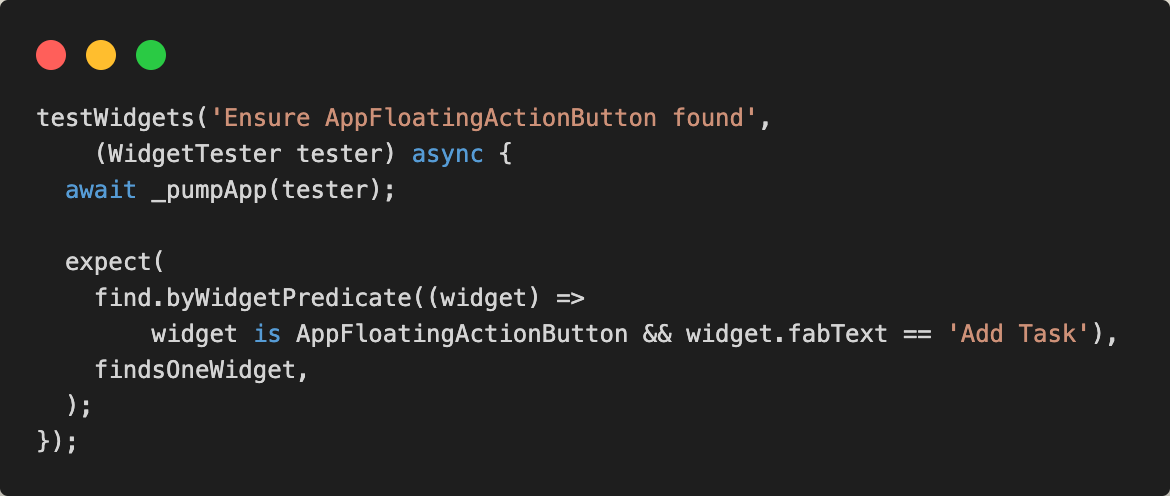 testWidgets('Ensure AppFloatingActionButton found',
    (WidgetTester tester) async {
  await _pumpApp(tester);

  expect(
    find.byWidgetPredicate((widget) =>
        widget is AppFloatingActionButton && widget.fabText == 'Add Task'),
    findsOneWidget,
  );
});